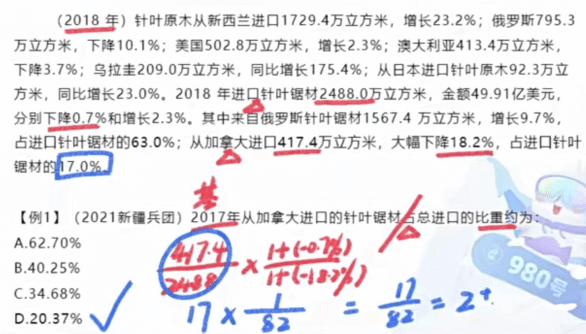 （2018 年）针叶原木从新西兰进口1729.4万立方米，增长23.2%；俄罗斯795.3
万立方米，下降10.1%；美国502.8万立方米，增长2.3%；澳大利亚413.4万立方米，
下降3.7%；乌拉圭209.0万立方米，同比增长175.4%；从日本进口针叶原木92.3万立
方米，同比增长23.0%。2018 年进口针叶锯材2488.0万立方米，金额49.91亿美元，
分别下降0.7%和增长2.3%。其中来自俄罗斯针叶锯材1567.4 万立方米，增长9.7%，
占进口针叶锯材的63.0%；从加拿大进口417.4万立方米，大幅下降18.2%，占进口针叶
锯材的17.0%。
基
【例1】（2021新疆兵团）2017年从加拿大进口的针叶锯材占总进口的比重约为：
A.62.70%
B.40.25%
C.34.68%
D.20.37%
417.4/2488 × 1+(-0.7%)/1+(-18.2%)
17 × 1/82 = 17/82 = 2+
980号